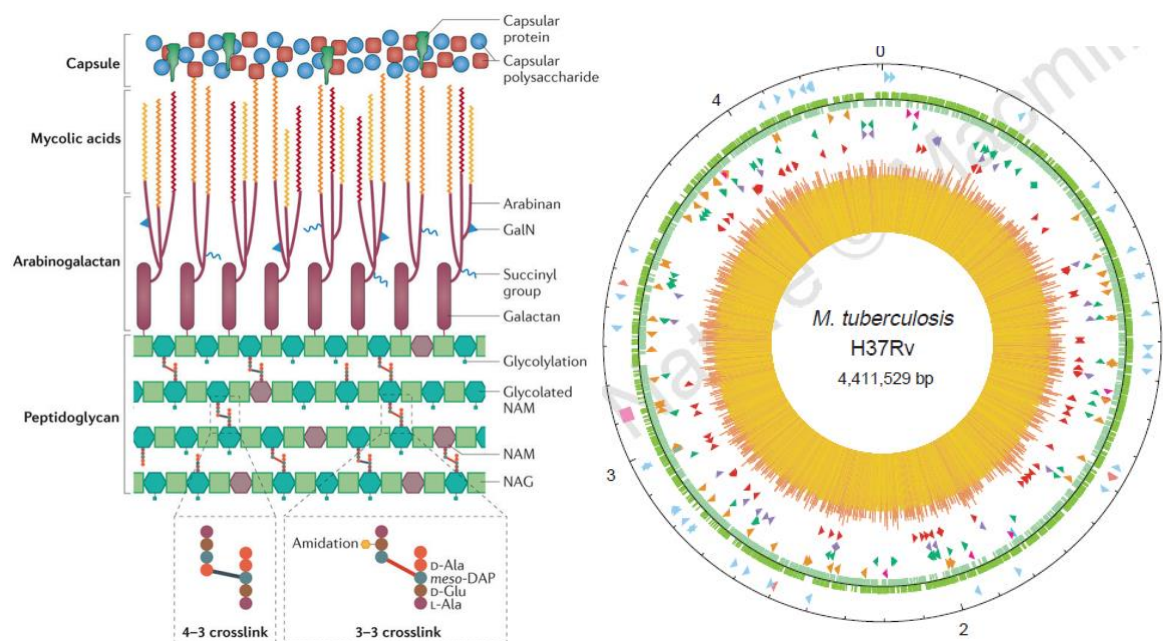 Capsular
protein
Capsule
Capsular
polysaccharide
Mycolic acids
Arabinan
GalN
Arabinogalactan
Succinyl
group
Galactan
Glycolylation
Glycolated
NAM
Peptidoglycan
NAM
NAG
Amidation
D-Ala
meso-DAP
D-Glu
L-Ala
4–3 crosslink
3–3 crosslink
0
4
3
2
M. tuberculosis
H37Rv
4,411,529 bp
Nature © Macmil